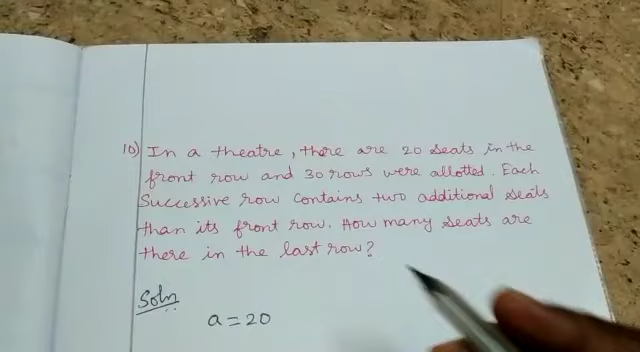 10) In a theatre, there are 20 seats in the
front row and 30 rows were allotted. Each
Successive row contains two additional seats
than its front row. How many seats are
there in the last row?
Soln
a = 20